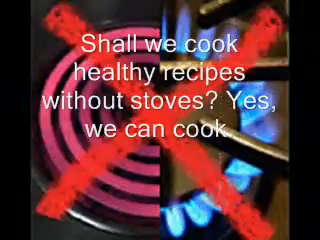 Shall we cook
healthy recipes
without stoves? Yes,
we can cook.